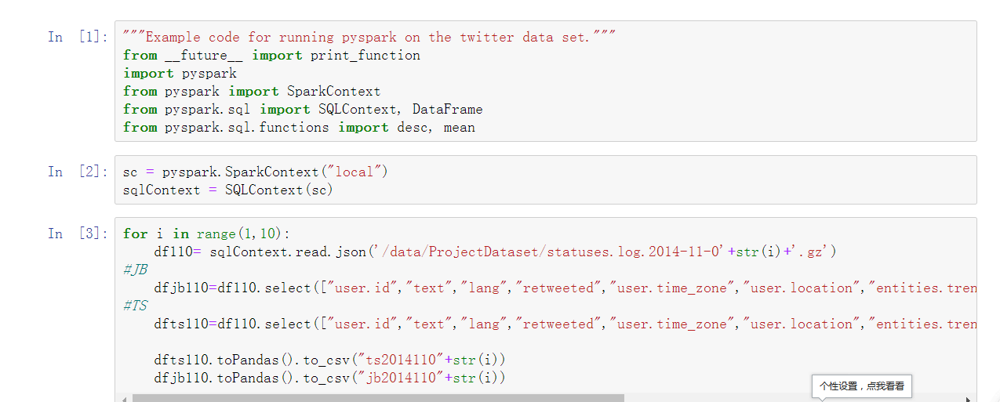 In [1]:
"""Example code for running pyspark on the twitter data set."""
from __future__ import print_function
import pyspark
from pyspark import SparkContext
from pyspark.sql import SQLContext, DataFrame
from pyspark.sql.functions import desc, mean
In [2]:
sc = pyspark.SparkContext("local")
sqlContext = SQLContext(sc)
In [3]:
for i in range(1,10):
    df110= sqlContext.read.json('/data/ProjectDataset/statuses.log.2014-11-0'+str(i)+'.gz')
#JB
    dfjb110=df110.select(["user.id","text","lang","retweeted","user.time_zone","user.location","entities.tren
#TS
    dfts110=df110.select(["user.id","text","lang","retweeted","user.time_zone","user.location","entities.tren
    dfts110.toPandas().to_csv("ts2014110"+str(i))
    dfjb110.toPandas().to_csv("jb2014110"+str(i))
个性设置，点我看看